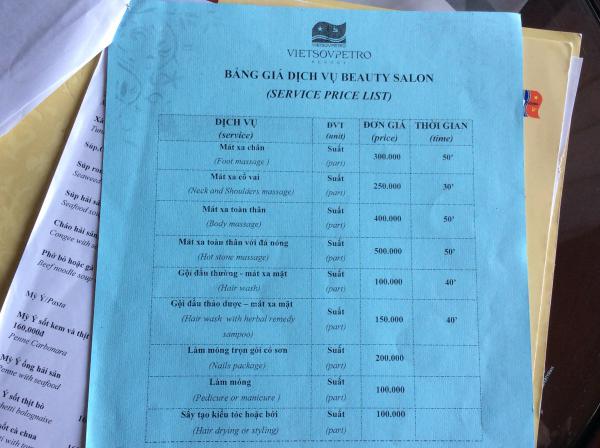 VIETSOVPETRO
VIETSOVPETRO
RESORT
BẢNG GIÁ DỊCH VỤ BEAUTY SALON
(SERVICE PRICE LIST)
DỊCH VỤ ĐVT ĐƠN GIÁ THỜI GIAN
(service) (unit) (price) (time)
Mát xa chân Suất 300.000 50'
(Foot massage ) (part)
Mát xa cổ vai Suất 250.000 30'
(Neck and Shoulders massage) (part)
Mát xa toàn thân Suất 400.000 50'
(Body massage) (part)
Mát xa toàn thân với đá nóng Suất 500.000 50'
(Hot stone massage) (part)
Gội đầu thường - mát xa mặt Suất 100.000 40'
(Hair wash) (part)
Gội đầu thảo dược – mát xa mặt Suất 150.000 40'
(Hair wash with herbal remedy (part)
sampoo)
Làm móng trọn gói có sơn Suất 200.000
(Nails package) (part)
Làm móng Suất 100.000
(Pedicure or manicure ) (part)
Sấy tạo kiểu tóc hoặc bới Suất 100.000
(Hair drying or styling) (part)
Súp
Seaweed
Súp hải sản
Seafood
Cháo hải sản
Congee with
Phở bò hoặc gà
Beef noodle soup
Mỳ Ý/Pasta
Mỳ Ý sốt kem và thịt
160,000đ
Penne Carbonara
Mỳ Ý ống hải sản
Penne with seafood
sốt thịt bò
bolognaise
sốt cà chua